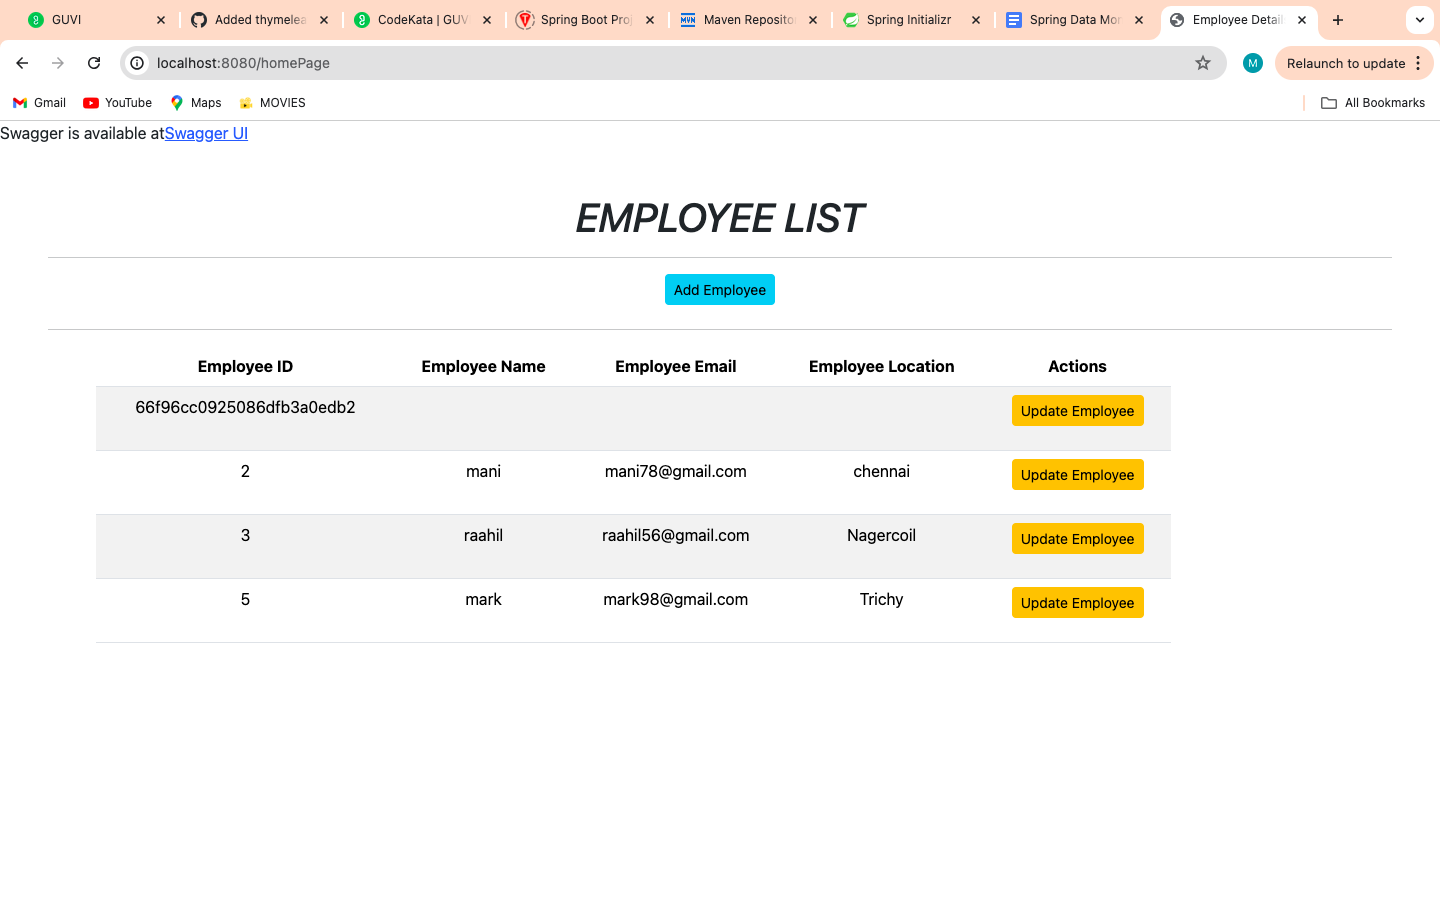 GUVI
Added thymelea
CodeKata | GUV
Spring Boot Proj
Maven Reposito
Spring Initializr
Spring Data Mon
Employee Detail
localhost:8080/homePage
M
Relaunch to update
Gmail
YouTube
Maps
MOVIES
All Bookmarks
Swagger is available atSwagger UI
EMPLOYEE LIST
Add Employee
Employee ID Employee Name Employee Email Employee Location Actions
66f96cc0925086dfb3a0edb2 Update Employee
2 mani mani78@gmail.com chennai Update Employee
3 raahil raahil56@gmail.com Nagercoil Update Employee
5 mark mark98@gmail.com Trichy Update Employee